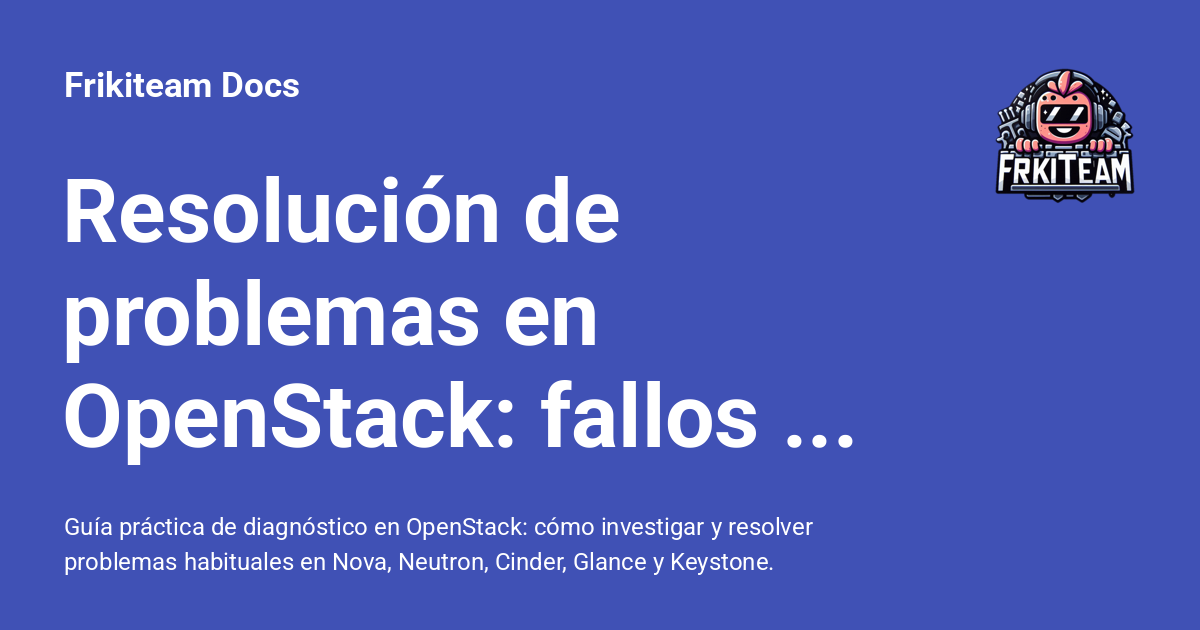 Frikiteam Docs
FRKITEAM
Resolución de
problemas en
OpenStack: fallos ...
Guía práctica de diagnóstico en OpenStack: cómo investigar y resolver
problemas habituales en Nova, Neutron, Cinder, Glance y Keystone.